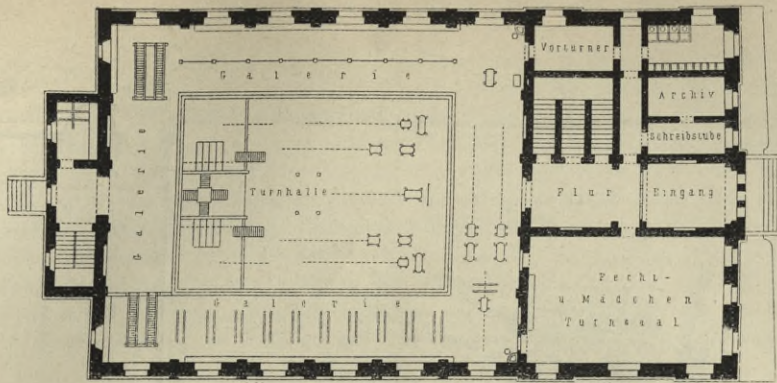 Vorturner
Galerie
Archiv
Schreibstube
Galerie
Turnhalle
Flur
Eingang
Galerie
Fecht-
u Mädchen
Turnsaal